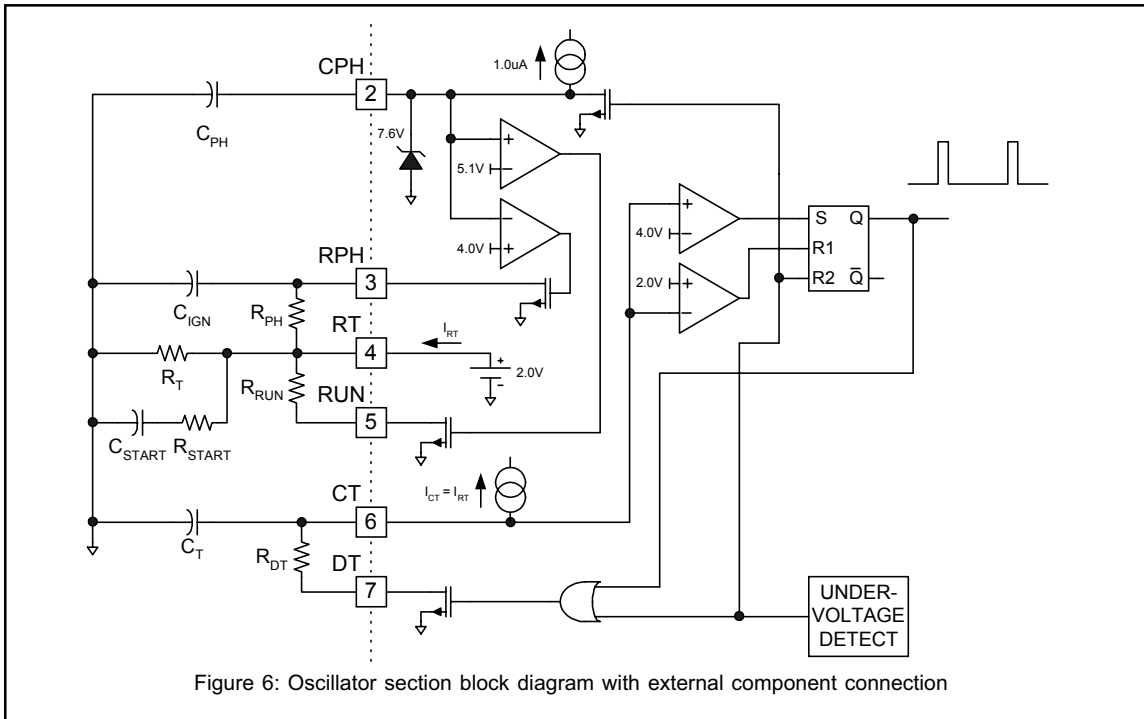 1.0uA
CPH
2
C_PH
7.6V
5.1V
+
−
−
4.0V
+
RPH
3
C_IGN
R_PH
RT
4
I_RT
+
2.0V
−
R_T
R_RUN
RUN
5
C_START
R_START
CT
I_CT = I_RT
6
C_T
R_DT
DT
7
+
4.0V
−
2.0V
+
−
S
Q
R1
R2
Q̅
UNDER-
VOLTAGE
DETECT
Figure 6: Oscillator section block diagram with external component connection